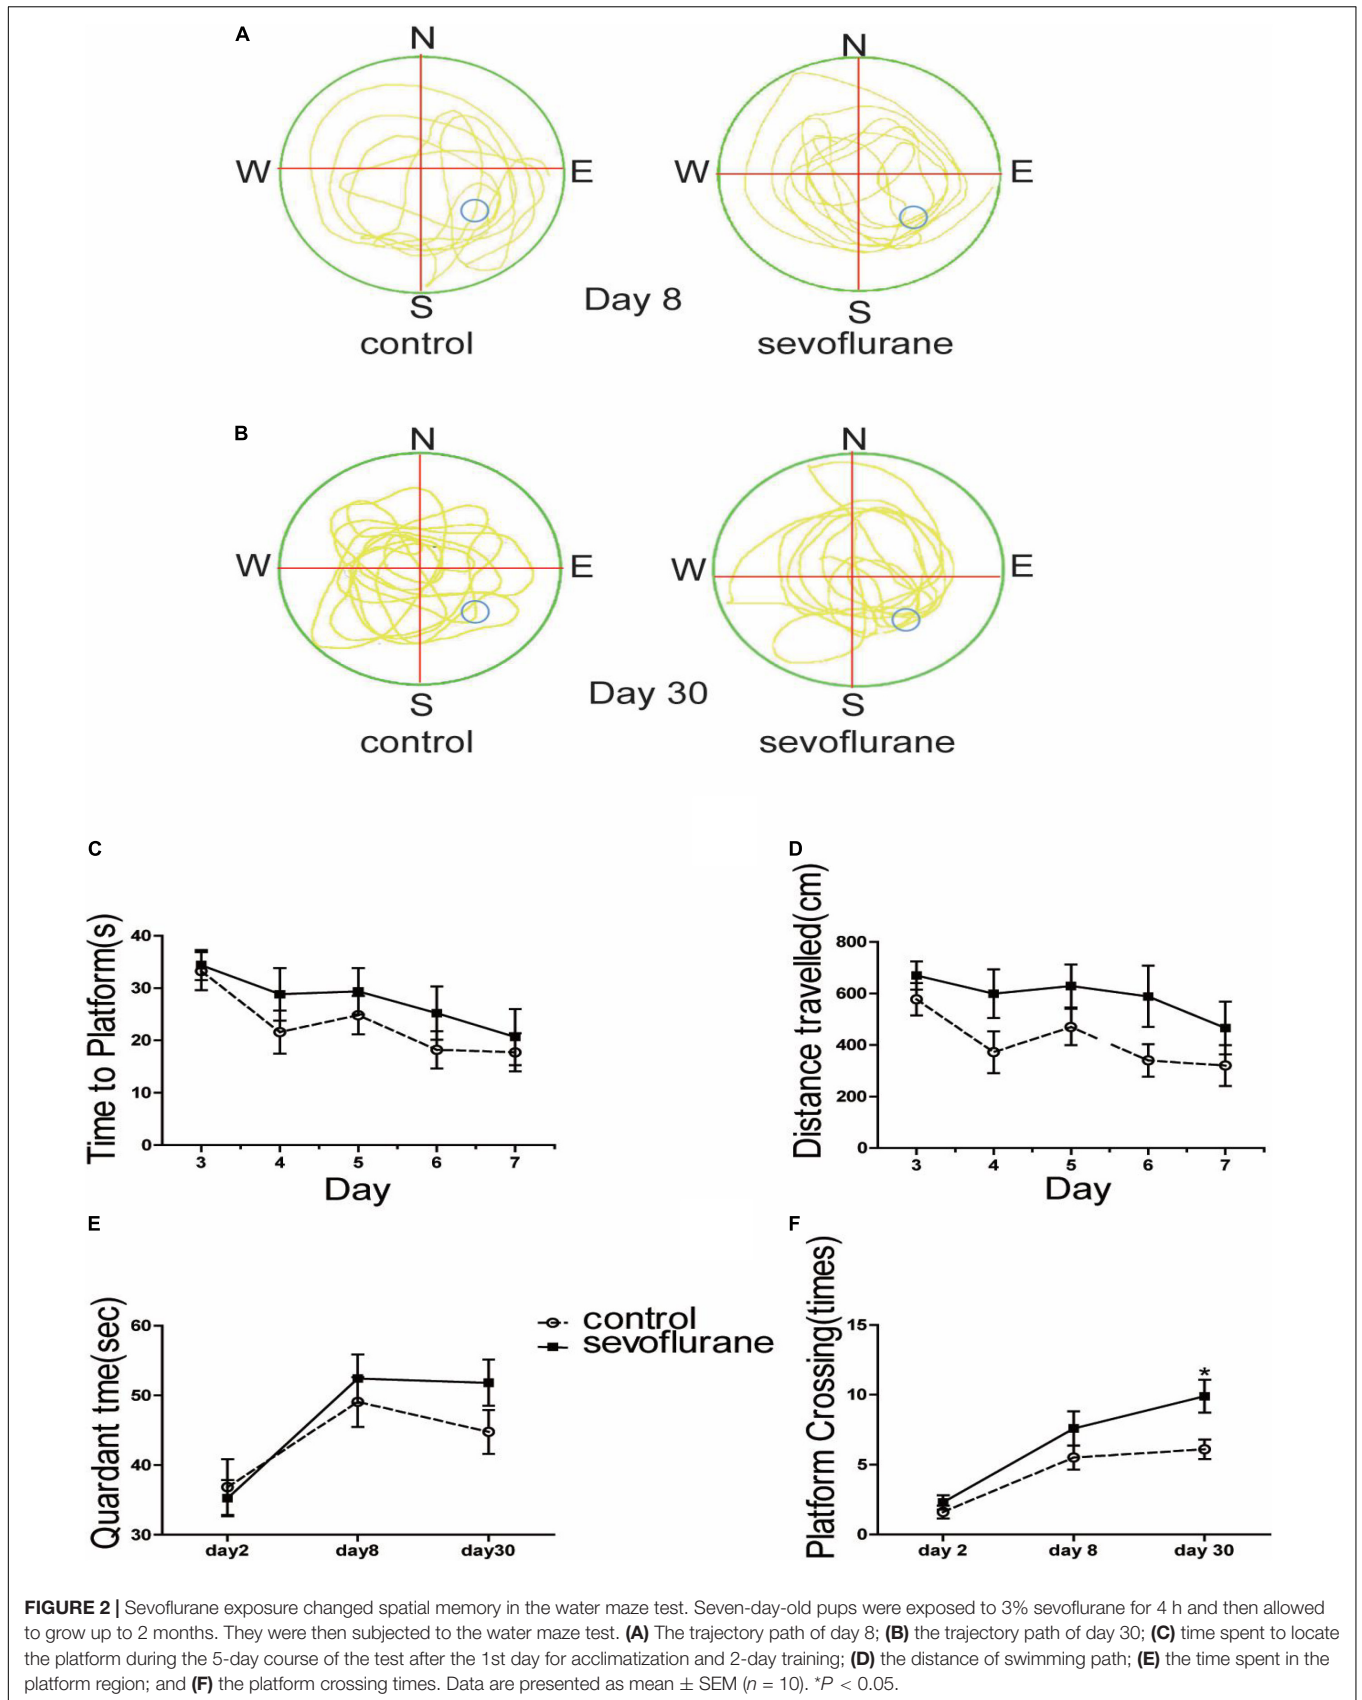 A
N
N
W
E
W
E
S
Day 8
S
control
sevoflurane
B
N
N
W
E
W
E
S
Day 30
S
control
sevoflurane
C
Time to Platform(s)
40
30
20
10
0
3 4 5 6 7
Day
D
Distance travelled(cm)
800
600
400
200
0
3 4 5 6 7
Day
E
Quardant tme(sec)
60
50
40
30
day2 day8 day30
control
sevoflurane
F
Platform Crossing(times)
15
10
5
0
*
day 2 day 8 day 30
FIGURE 2 | Sevoflurane exposure changed spatial memory in the water maze test. Seven-day-old pups were exposed to 3% sevoflurane for 4 h and then allowed
to grow up to 2 months. They were then subjected to the water maze test. (A) The trajectory path of day 8; (B) the trajectory path of day 30; (C) time spent to locate
the platform during the 5-day course of the test after the 1st day for acclimatization and 2-day training; (D) the distance of swimming path; (E) the time spent in the
platform region; and (F) the platform crossing times. Data are presented as mean ± SEM (n = 10). *P < 0.05.